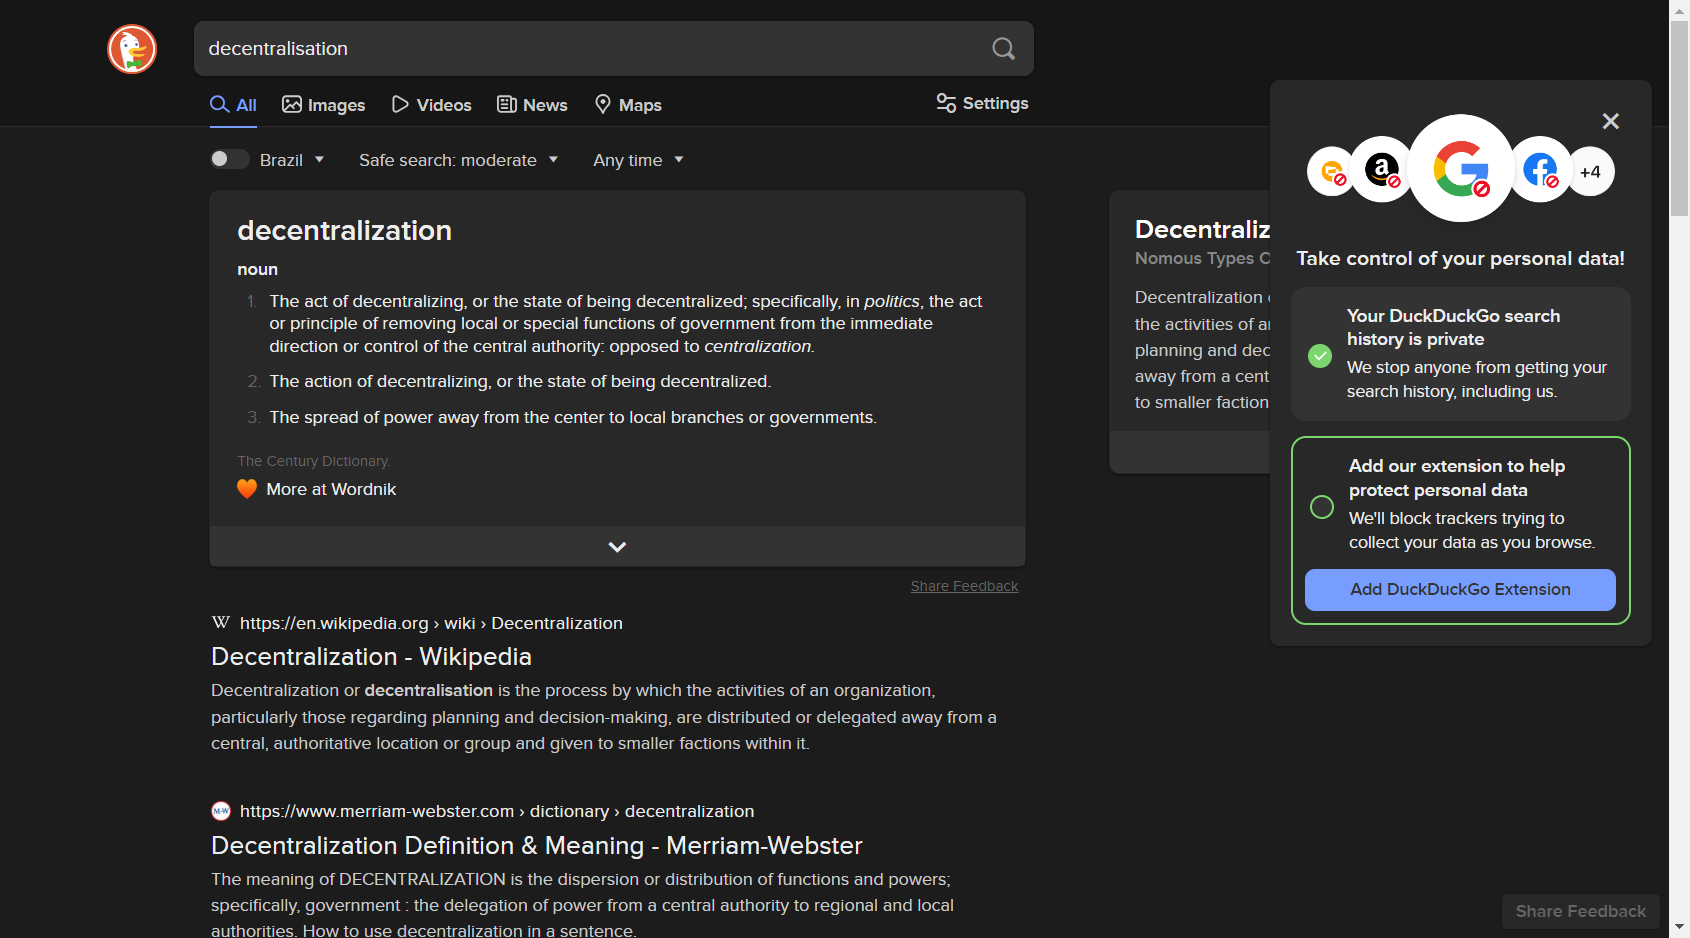 decentralisation
All
Images
Videos
News
Maps
Settings
Brazil
Safe search: moderate
Any time
decentralization
noun
1. The act of decentralizing, or the state of being decentralized; specifically, in politics, the act
or principle of removing local or special functions of government from the immediate
direction or control of the central authority: opposed to centralization.
2. The action of decentralizing, or the state of being decentralized.
3. The spread of power away from the center to local branches or governments.
The Century Dictionary.
More at Wordnik
Share Feedback
W https://en.wikipedia.org › wiki › Decentralization
Decentralization - Wikipedia
Decentralization or decentralisation is the process by which the activities of an organization,
particularly those regarding planning and decision-making, are distributed or delegated away from a
central, authoritative location or group and given to smaller factions within it.
M-W https://www.merriam-webster.com › dictionary › decentralization
Decentralization Definition & Meaning - Merriam-Webster
The meaning of DECENTRALIZATION is the dispersion or distribution of functions and powers;
specifically, government : the delegation of power from a central authority to regional and local
authorities. How to use decentralization in a sentence.
Decentraliz
Nomous Types
Decentralization
the activities of
planning and dec
away from a cent
to smaller faction
a
G
f
+4
Take control of your personal data!
Your DuckDuckGo search
history is private
We stop anyone from getting your
search history, including us.
Add our extension to help
protect personal data
We'll block trackers trying to
collect your data as you browse.
Add DuckDuckGo Extension
Share Feedback